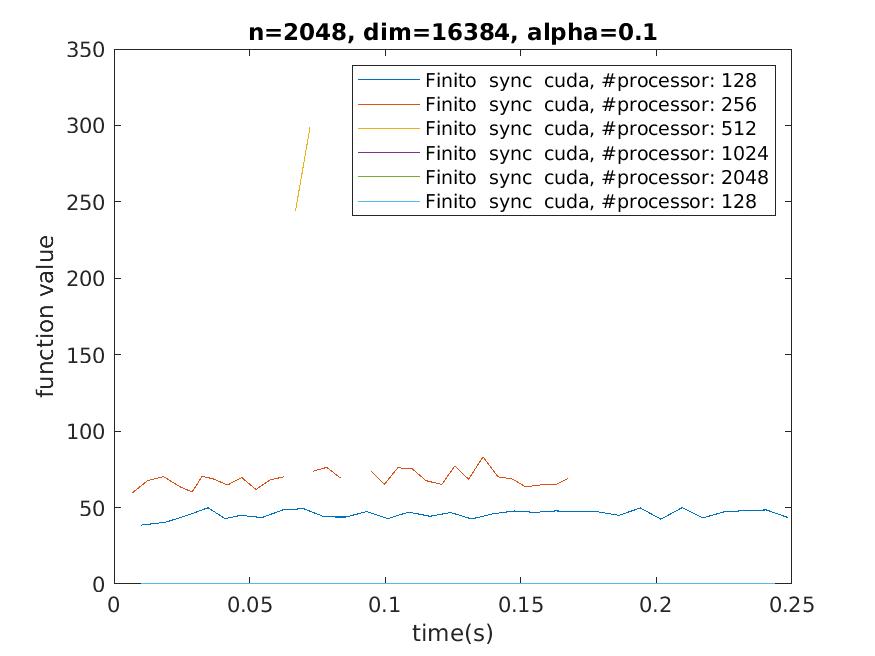 n=2048, dim=16384, alpha=0.1
350
300
250
200
150
100
50
0
function value
Finito sync cuda, #processor: 128
Finito sync cuda, #processor: 256
Finito sync cuda, #processor: 512
Finito sync cuda, #processor: 1024
Finito sync cuda, #processor: 2048
Finito sync cuda, #processor: 128
0 0.05 0.1 0.15 0.2 0.25
time(s)